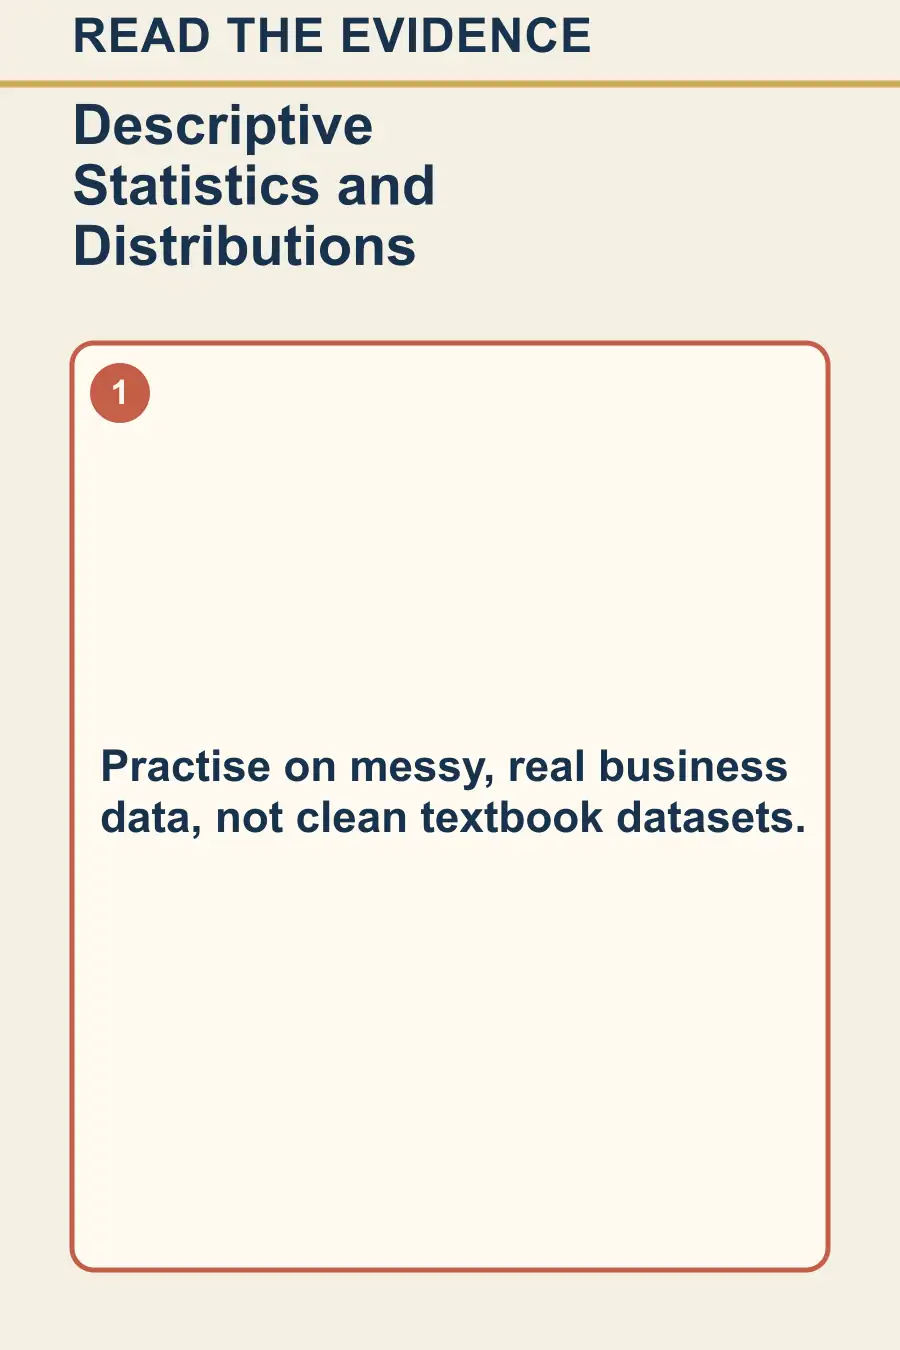 READ THE EVIDENCE
Descriptive
Statistics and
Distributions
1
Practise on messy, real business
data, not clean textbook datasets.